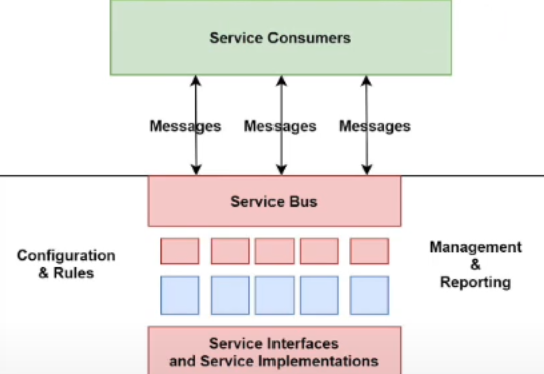 Service Consumers
Messages
Messages
Messages
Service Bus
Configuration
& Rules
Management
&
Reporting
Service Interfaces
and Service Implementations